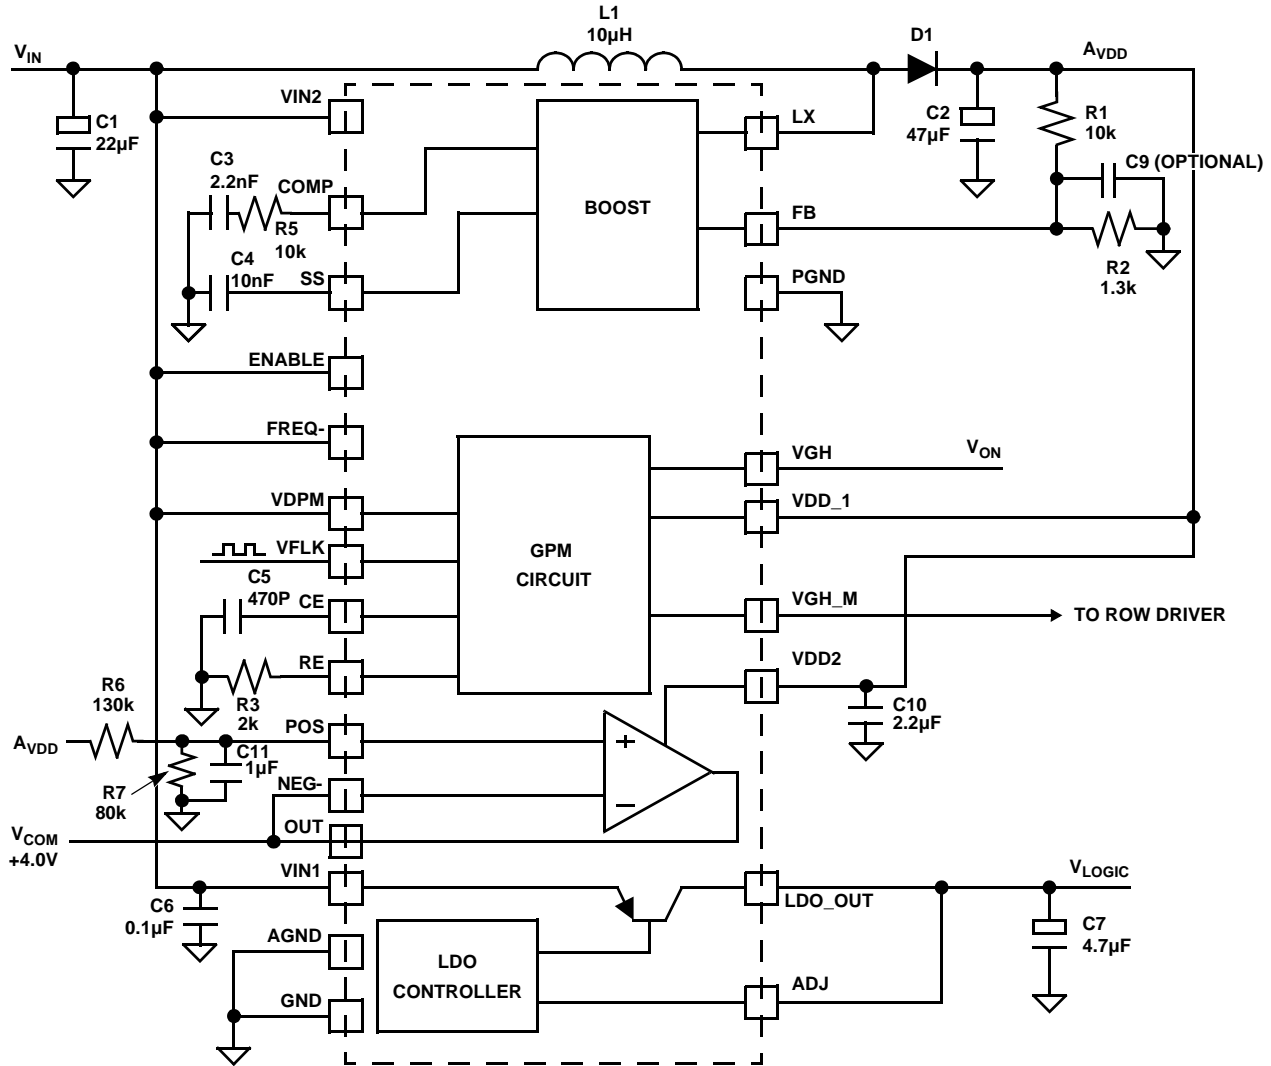 L1
10µH
D1
VIN
AVDD
VIN2
LX
C1
22µF
C2
47µF
R1
10k
C3
2.2nF
COMP
C9 (OPTIONAL)
BOOST
FB
R5
10k
C4
10nF
SS
PGND
R2
1.3k
ENABLE
FREQ-
VGH
VON
VDPM
VDD_1
VFLK
GPM
CIRCUIT
C5
470P
CE
VGH_M
TO ROW DRIVER
RE
VDD2
R6
130k
R3
2k
C10
2.2µF
POS
AVDD
C11
1µF
R7
80k
NEG-
+
–
OUT
VCOM
+4.0V
VIN1
VLOGIC
LDO_OUT
C6
0.1µF
C7
4.7µF
AGND
LDO
CONTROLLER
ADJ
GND